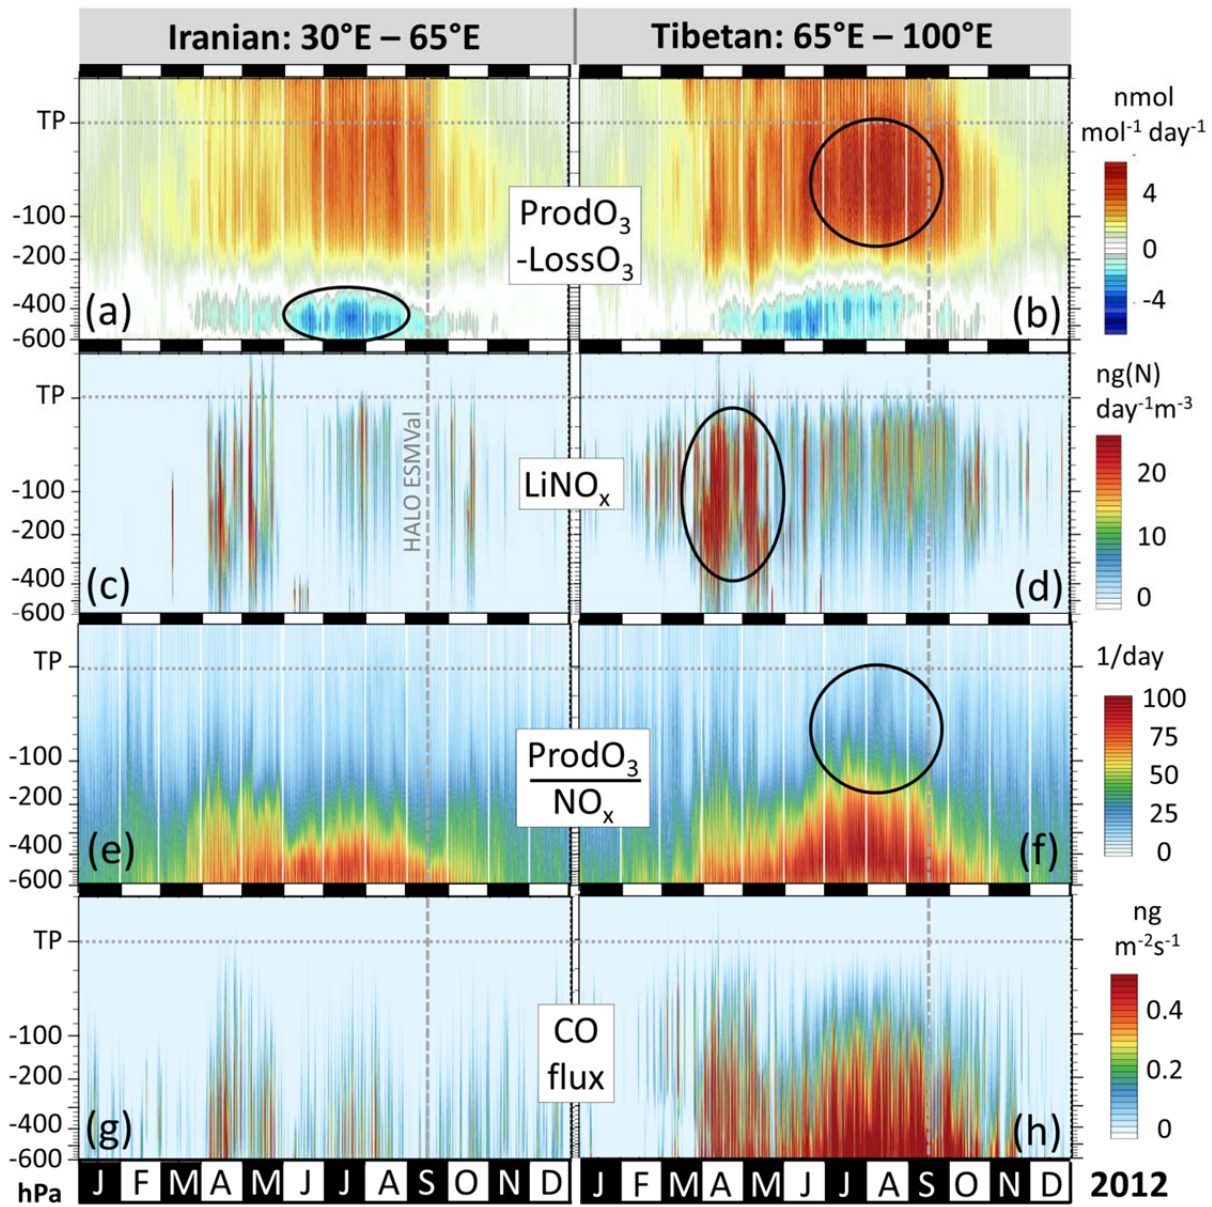 Iranian: 30°E – 65°E
Tibetan: 65°E – 100°E
TP
-100
-200
-400
-600
(a)
(b)
ProdO₃
-LossO₃
nmol
mol⁻¹ day⁻¹
4
0
-4
TP
-100
-200
-400
-600
(c)
(d)
HALO ESMVal
LiNOₓ
ng(N)
day⁻¹m⁻³
20
10
0
TP
-100
-200
-400
-600
(e)
(f)
ProdO₃
NOₓ
1/day
100
75
50
25
0
TP
-100
-200
-400
-600
hPa
(g)
(h)
CO
flux
ng
m⁻²s⁻¹
0.4
0.2
0
J F M A M J J A S O N D
J F M A M J J A S O N D
2012